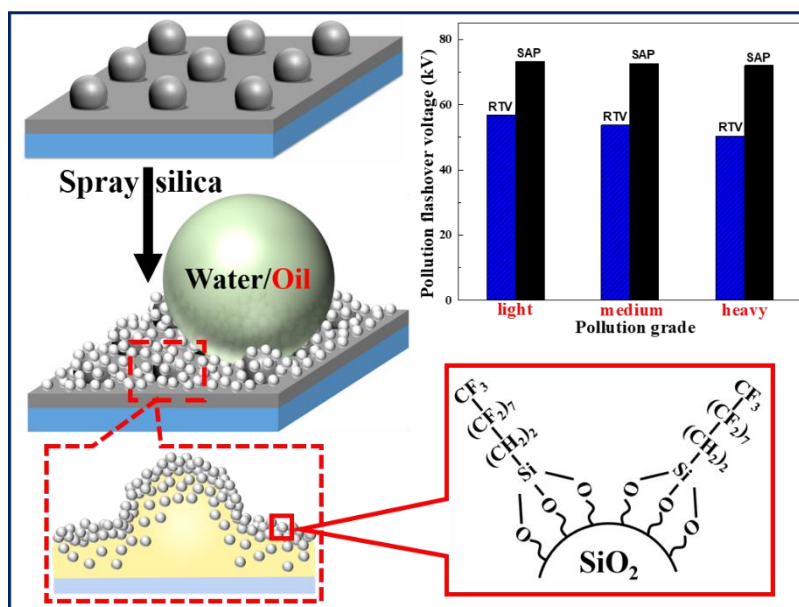 Spray silica
Water/Oil
Pollution flashover voltage (kV)
80
60
40
20
0
RTV
SAP
RTV
SAP
RTV
SAP
light
medium
heavy
Pollution grade
CF₃
(CF₂)₇
(CH₂)₂
Si
O
O
O
CF₃
(CF₂)₇
(CH₂)₂
Si
O
O
O
SiO₂